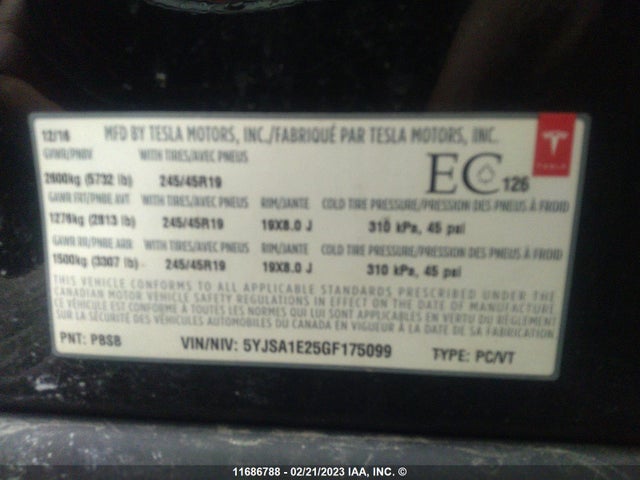 12/16 MFD BY TESLA MOTORS, INC./FABRIQUÉ PAR TESLA MOTORS, INC.
GVWR/PNBV WITH TIRES/AVEC PNEUS
2600kg (5732 lb) 245/45R19 EC 126
TESLA
GAWR FRT/PNBE AVT WITH TIRES/AVEC PNEUS RIM/JANTE COLD TIRE PRESSURE/PRESSION DES PNEUS À FROID
1276kg (2813 lb) 245/45R19 19X8.0 J 310 kPa, 45 psi
GAWR RR/PNBE ARR WITH TIRES/AVEC PNEUS RIM/JANTE COLD TIRE PRESSURE/PRESSION DES PNEUS À FROID
1500kg (3307 lb) 245/45R19 19X8.0 J 310 kPa, 45 psi
THIS VEHICLE CONFORMS TO ALL APPLICABLE STANDARDS PRESCRIBED UNDER THE
CANADIAN MOTOR VEHICLE SAFETY REGULATIONS IN EFFECT ON THE DATE OF MANUFACTURE
CE VÉHICULE EST CONFORME À TOUTES LES NORMES QUI LUI SONT APPLICABLES EN VERTU DU RÈGLEMENT
SUR LA SÉCURITÉ DES VÉHICULES AUTOMOBILES DU CANADA EN VIGUEUR À LA DATE DE SA FABRICATION
PNT: PBSB VIN/NIV: 5YJSA1E25GF175099 TYPE: PC/VT
11686788 - 02/21/2023 IAA, INC. ©